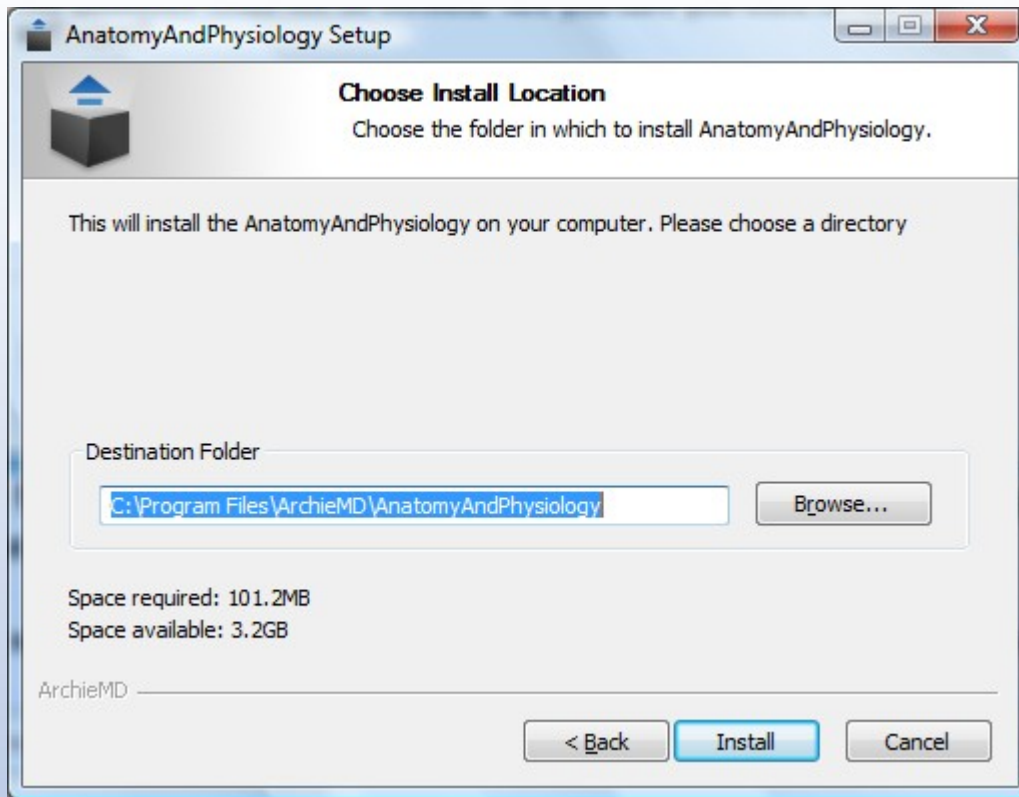 AnatomyAndPhysiology Setup
Choose Install Location
Choose the folder in which to install AnatomyAndPhysiology.
This will install the AnatomyAndPhysiology on your computer. Please choose a directory
Destination Folder
C:\Program Files\ArchieMD\AnatomyAndPhysiology
Browse...
Space required: 101.2MB
Space available: 3.2GB
ArchieMD
< Back
Install
Cancel